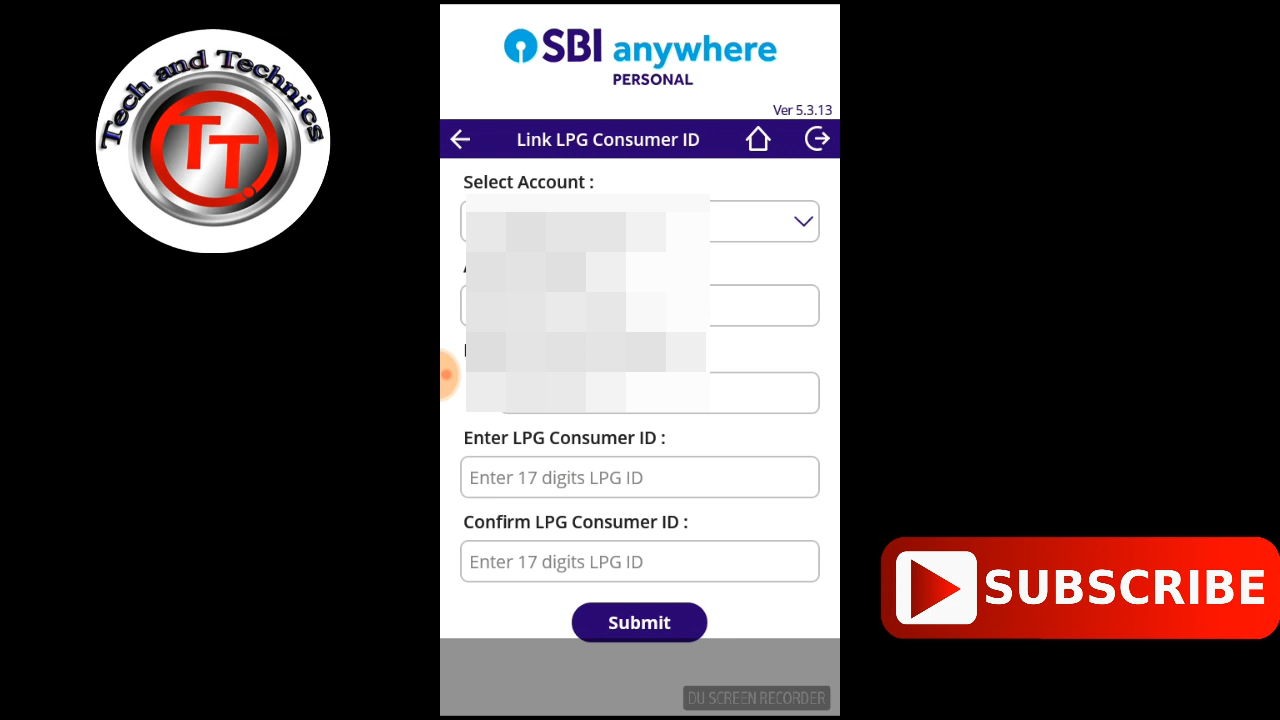 Tech and Technics
TT
SBI anywhere
PERSONAL
Ver 5.3.13
Link LPG Consumer ID
Select Account :
Enter LPG Consumer ID :
Enter 17 digits LPG ID
Confirm LPG Consumer ID :
Enter 17 digits LPG ID
Submit
SUBSCRIBE
DU SCREEN RECORDER